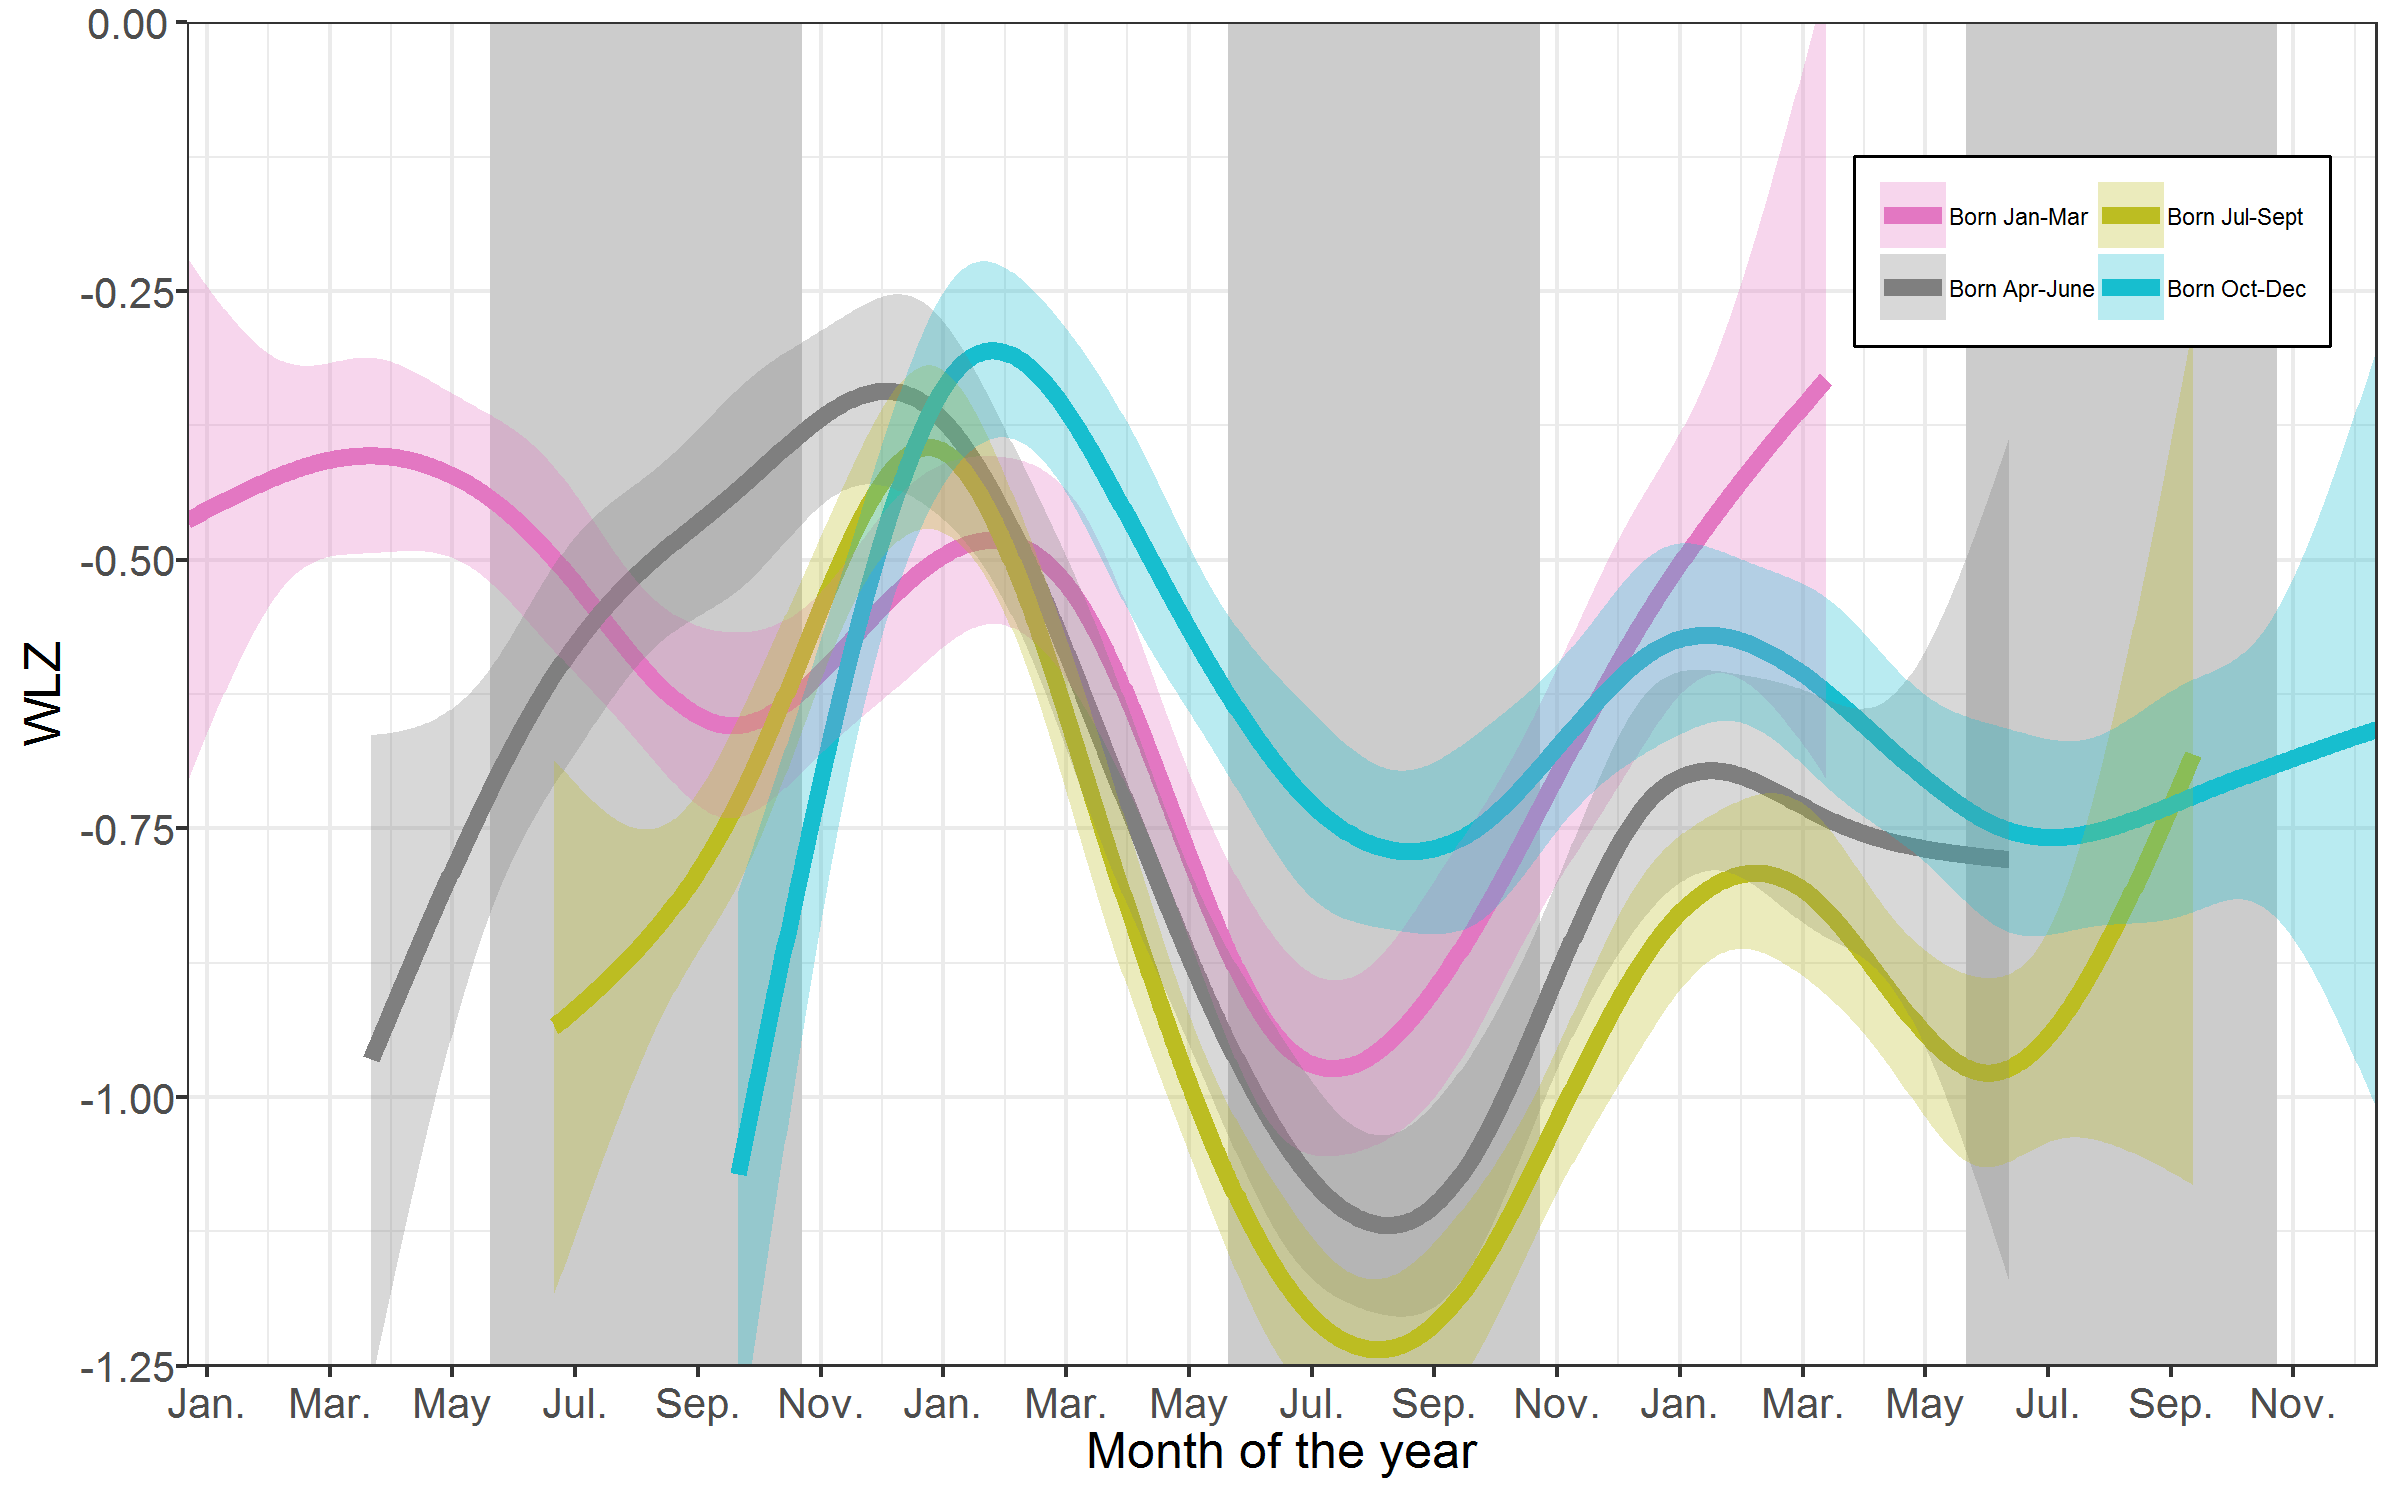 0.00
-0.25
-0.50
-0.75
-1.00
-1.25
WLZ
Born Jan-Mar Born Jul-Sept
Born Apr-June Born Oct-Dec
Jan. Mar. May Jul. Sep. Nov. Jan. Mar. May Jul. Sep. Nov. Jan. Mar. May Jul. Sep. Nov.
Month of the year